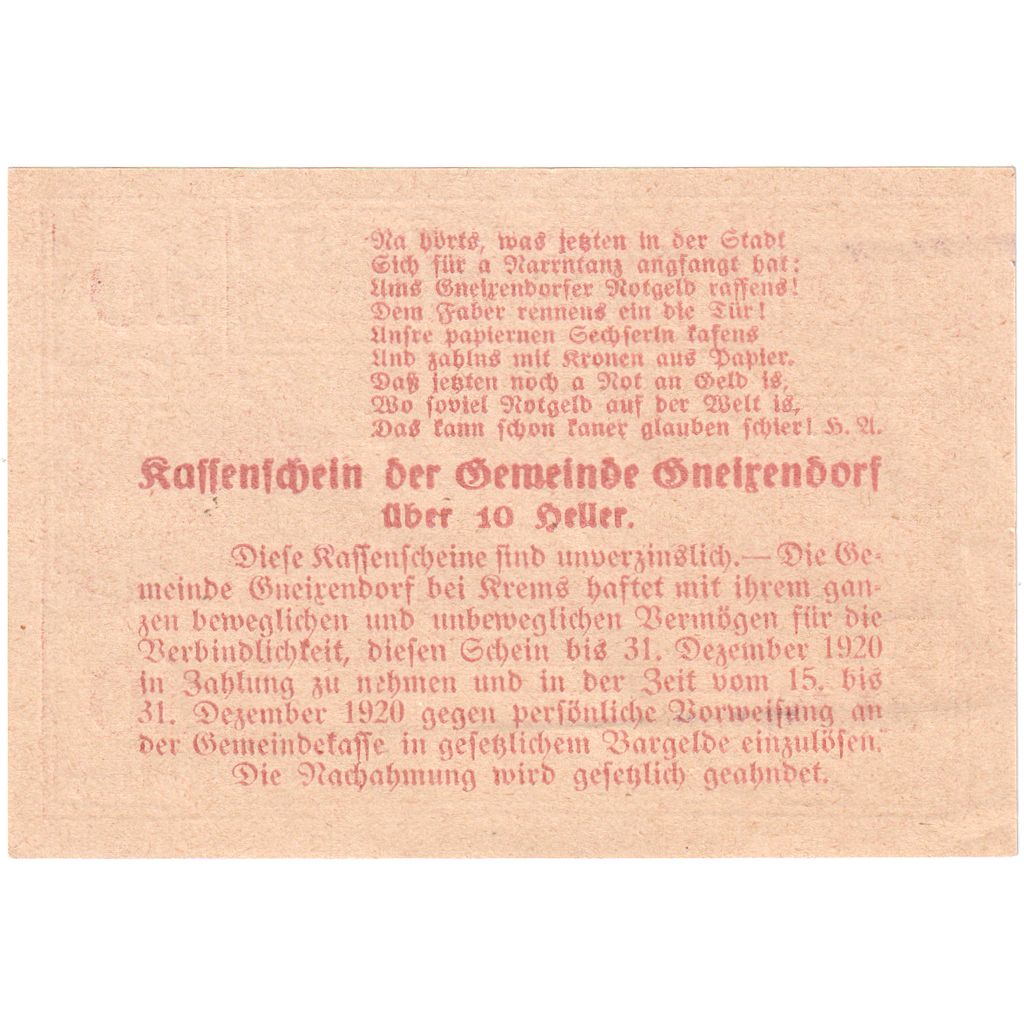 Na hörts, was jetzten in der Stadt
Sich für a Narrntanz angfangt hat:
Ums Gneixendorfer Notgeld raffens!
Dem Faber rennens ein die Tür!
Unsre papiernen Sechserln kafens
Und zahlns mit Kronen aus Papier.
Daß jetzten noch a Not an Geld is,
Wo soviel Notgeld auf der Welt is,
Das kann schon kaner glauben schier! H. A.
Kassenschein der Gemeinde Gneixendorf
über 10 Heller.
Diese Kassenscheine sind unverzinslich. — Die Ge-
meinde Gneixendorf bei Krems haftet mit ihrem gan-
zen beweglichen und unbeweglichen Vermögen für die
Verbindlichkeit, diesen Schein bis 31. Dezember 1920
in Zahlung zu nehmen und in der Zeit vom 15. bis
31. Dezember 1920 gegen persönliche Vorweisung an
der Gemeindekasse in gesetzlichem Bargelde einzulösen.
Die Nachahmung wird gesetzlich geahndet.